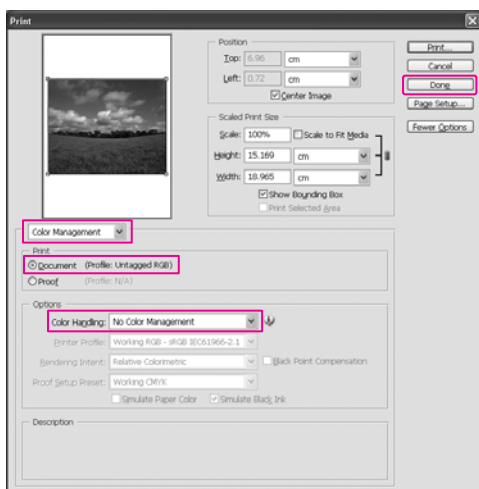 Print
Position
Top: 6.96 cm
Left: 0.72 cm
Center Image
Scaled Print Size
Scale: 100% Scale to Fit Media
Height: 15.169 cm
Width: 18.965 cm
Show Bounding Box
Print Selected Area
Print...
Cancel
Done
Page Setup...
Fewer Options
Color Management
Print
Document (Profile: Untagged RGB)
Proof (Profile: N/A)
Options
Color Handling: No Color Management
Printer Profile: Working RGB - sRGB IEC61966-2.1
Rendering Intent: Relative Colorimetric Black Point Compensation
Proof Setup Preset: Working CMYK
Simulate Paper Color Simulate Black Ink
Description